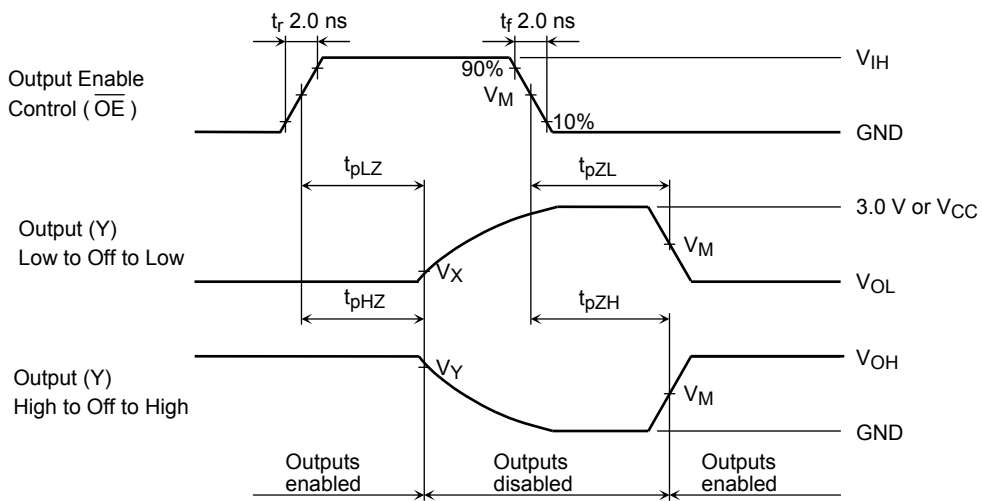 tr 2.0 ns
tf 2.0 ns
Output Enable
Control ( OE )
90%
VM
10%
VIH
GND
tpLZ
tpZL
Output (Y)
Low to Off to Low
VX
VM
3.0 V or VCC
VOL
tpHZ
tpZH
Output (Y)
High to Off to High
VY
VM
VOH
GND
Outputs
enabled
Outputs
disabled
Outputs
enabled